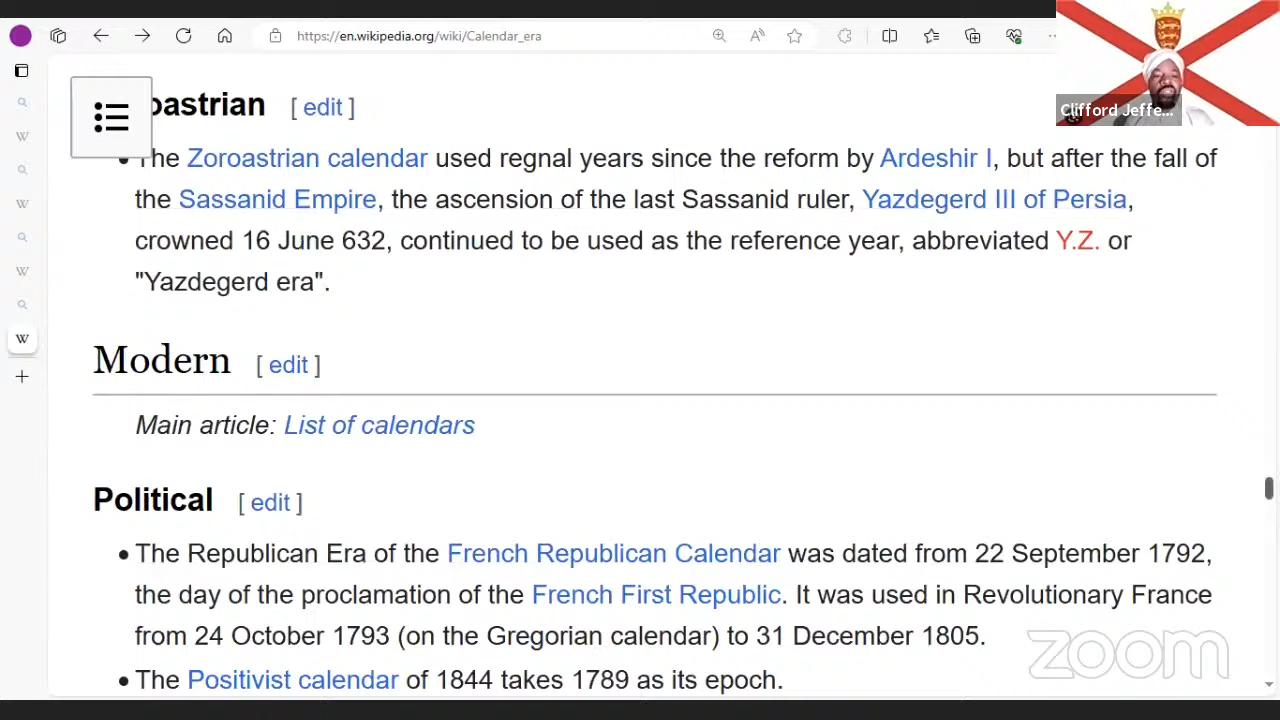 https://en.wikipedia.org/wiki/Calendar_era
Clifford Jeffe...
oastrian [ edit ]
The Zoroastrian calendar used regnal years since the reform by Ardeshir I, but after the fall of
the Sassanid Empire, the ascension of the last Sassanid ruler, Yazdegerd III of Persia,
crowned 16 June 632, continued to be used as the reference year, abbreviated Y.Z. or
"Yazdegerd era".
Modern [ edit ]
Main article: List of calendars
Political [ edit ]
• The Republican Era of the French Republican Calendar was dated from 22 September 1792,
the day of the proclamation of the French First Republic. It was used in Revolutionary France
from 24 October 1793 (on the Gregorian calendar) to 31 December 1805.
• The Positivist calendar of 1844 takes 1789 as its epoch.
zoom